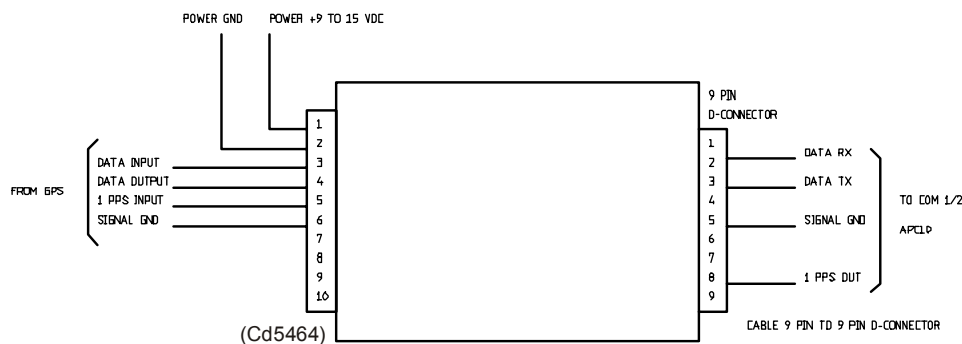 POWER GND POWER +9 TO 15 VDC
9 PIN
D-CONNECTOR
1
2
3
4
5
6
7
8
9
10
FROM GPS
DATA INPUT
DATA OUTPUT
1 PPS INPUT
SIGNAL GND
1
2
3
4
5
6
7
8
9
DATA RX
DATA TX
SIGNAL GND
1 PPS OUT
TO COM 1/2
CABLE 9 PIN TO 9 PIN D-CONNECTOR
(Cd5464)